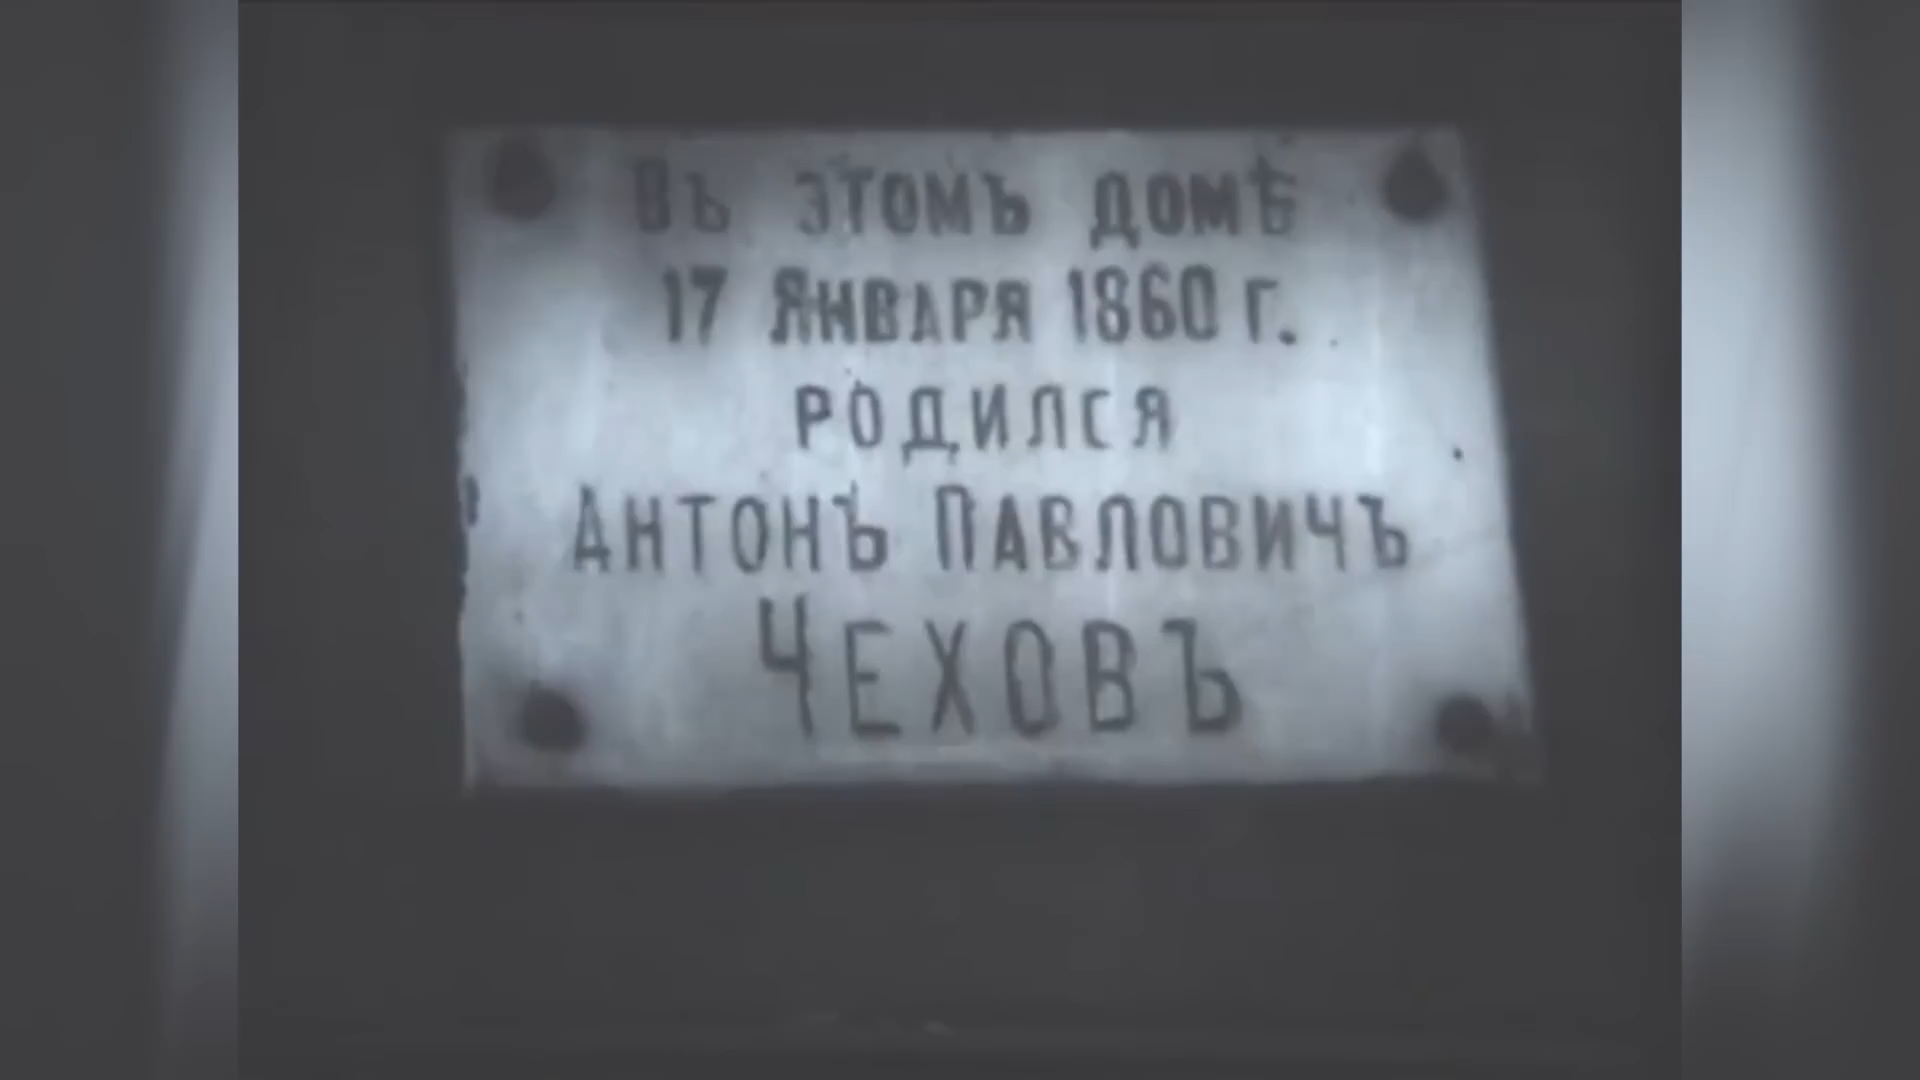 Въ этомъ домѣ
17 Января 1860 г.
родился
Антонъ Павловичъ
Чеховъ